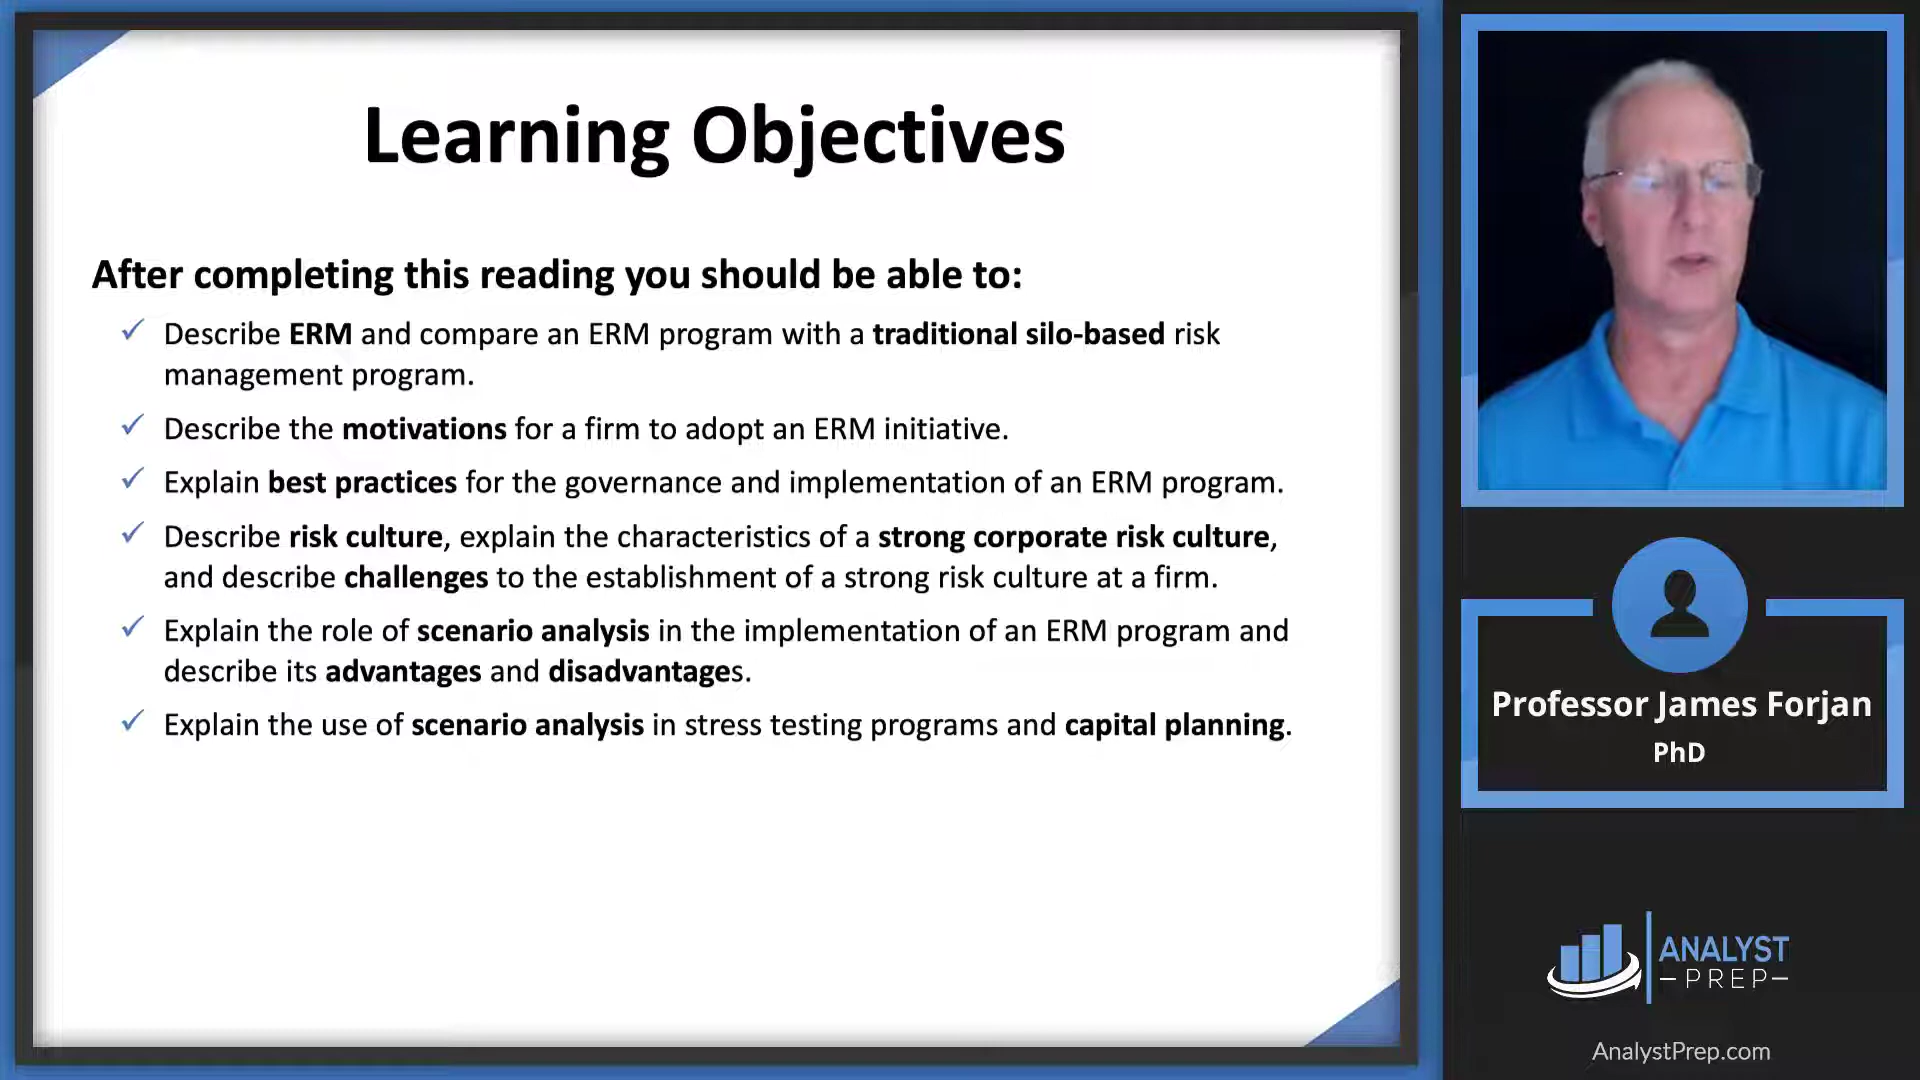 Learning Objectives
After completing this reading you should be able to:
Describe ERM and compare an ERM program with a traditional silo-based risk
management program.
Describe the motivations for a firm to adopt an ERM initiative.
Explain best practices for the governance and implementation of an ERM program.
Describe risk culture, explain the characteristics of a strong corporate risk culture,
and describe challenges to the establishment of a strong risk culture at a firm.
Explain the role of scenario analysis in the implementation of an ERM program and
describe its advantages and disadvantages.
Explain the use of scenario analysis in stress testing programs and capital planning.
Professor James Forjan
PhD
ANALYST
PREP
AnalystPrep.com